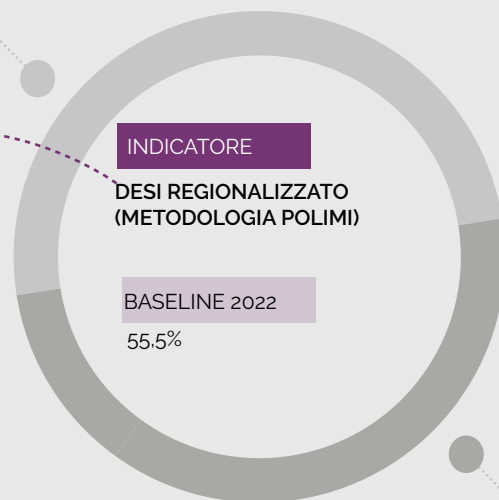 INDICATORE
DESI REGIONALIZZATO
(METODOLOGIA POLIMI)
BASELINE 2022
55,5%